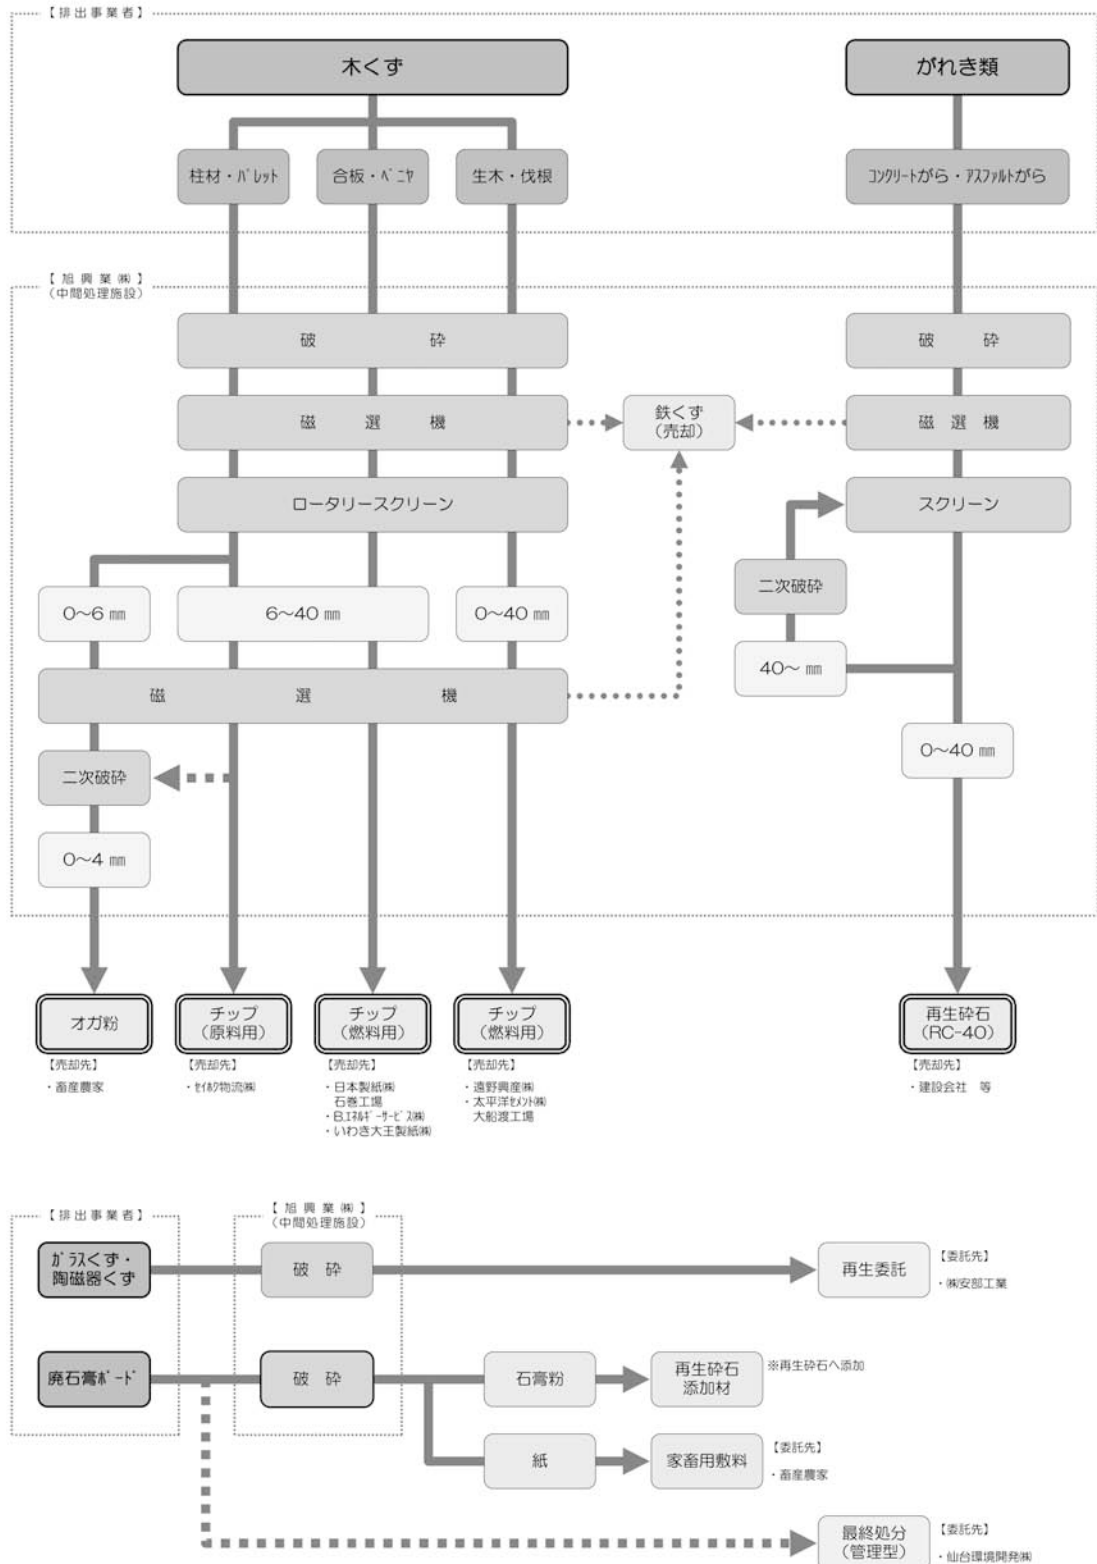 【排出事業者】
木くず
がれき類
柱材・パレット
合板・ベニヤ
生木・伐根
コンクリートがら・アスファルトがら
【旭興業㈱】
(中間処理施設)
破砕
破砕
磁選機
鉄くず
(売却)
磁選機
ロータリースクリーン
スクリーン
二次破砕
0〜6 ㎜
6〜40 ㎜
0〜40 ㎜
40〜 ㎜
磁選機
0〜40 ㎜
二次破砕
0〜4 ㎜
オガ粉
チップ
(原料用)
チップ
(燃料用)
チップ
(燃料用)
再生砕石
(RC-40)
【売却先】
・畜産農家
【売却先】
・セイホク物流㈱
【売却先】
・日本製紙㈱
石巻工場
・B.エネルギーサービス㈱
・いわき大王製紙㈱
【売却先】
・遠野興産㈱
・太平洋セメント㈱
大船渡工場
【売却先】
・建設会社 等
【排出事業者】
【旭興業㈱】
(中間処理施設)
ガラスくず・
陶磁器くず
破砕
再生委託
【委託先】
・㈱安部工業
廃石膏ボード
破砕
石膏粉
再生砕石
添加材
※再生砕石へ添加
紙
家畜用敷料
【委託先】
・畜産農家
最終処分
(管理型)
【委託先】
・仙台環境開発㈱